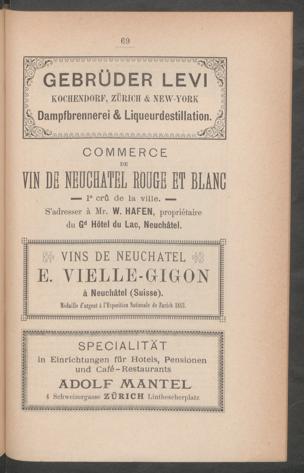 69
GEBRÜDER LEVI
KOCHENDORF, ZÜRICH & NEW-YORK
Dampfbrennerei & Liqueurdestillation.
COMMERCE
DE
VIN DE NEUCHATEL ROUGE ET BLANC
— 1er crû de la ville. —
S'adresser à Mr. W. HAFEN, propriétaire
du Gd Hôtel du Lac, Neuchâtel.
VINS DE NEUCHATEL
E. VIELLE-GIGON
à Neuchâtel (Suisse).
Médaille d'argent à l'Exposition Nationale de Zurich 1883.
SPECIALITÄT
in Einrichtungen für Hotels, Pensionen
und Café-Restaurants
ADOLF MANTEL
4 Schweizergasse ZÜRICH Linthescherplatz